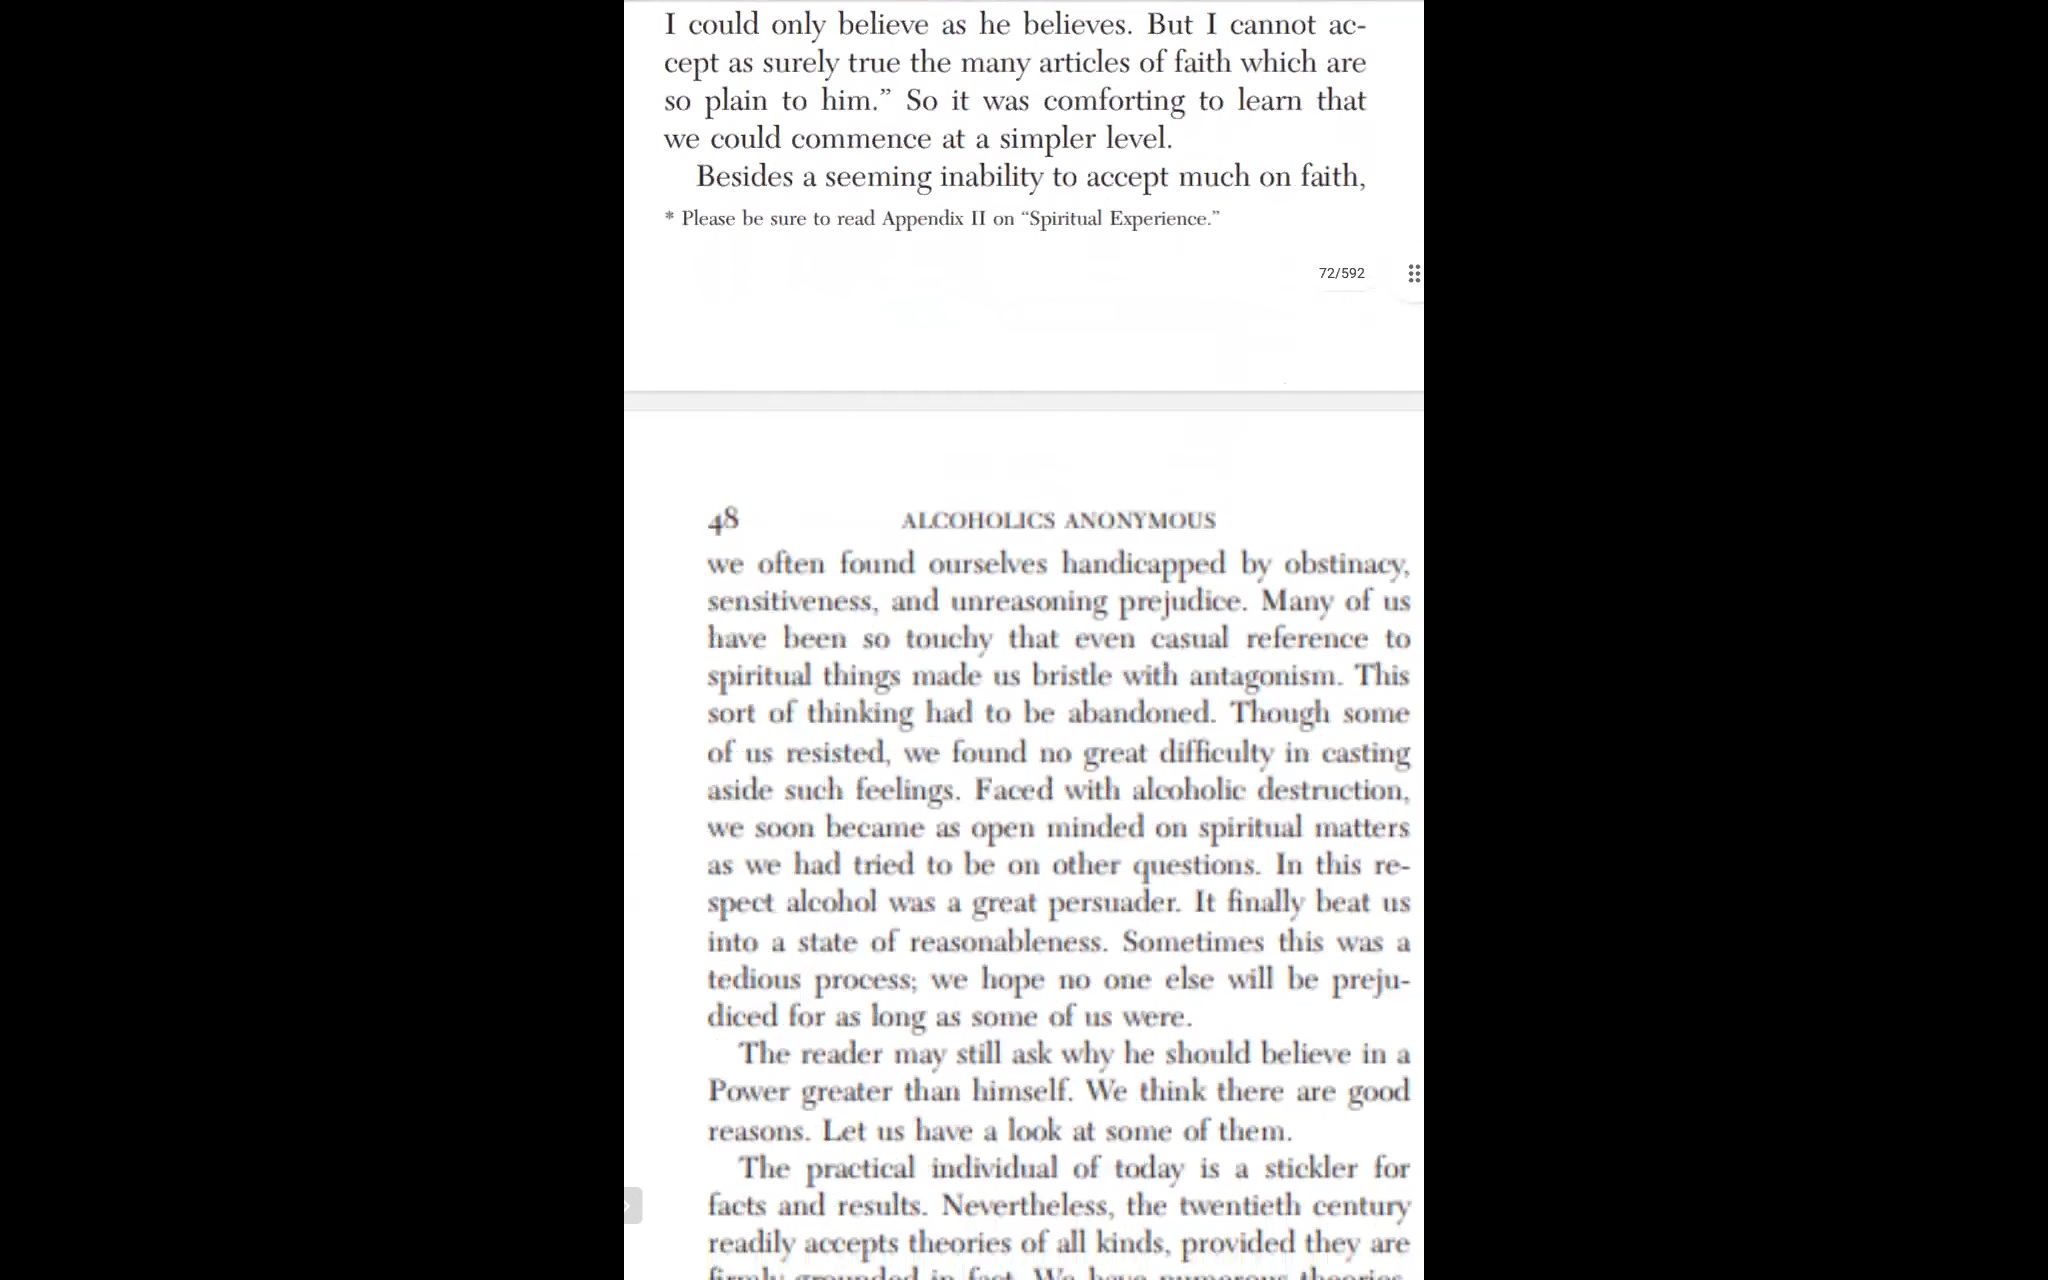 I could only believe as he believes. But I cannot ac-
cept as surely true the many articles of faith which are
so plain to him.” So it was comforting to learn that
we could commence at a simpler level.
Besides a seeming inability to accept much on faith,
* Please be sure to read Appendix II on “Spiritual Experience.”
72/592
48 ALCOHOLICS ANONYMOUS
we often found ourselves handicapped by obstinacy,
sensitiveness, and unreasoning prejudice. Many of us
have been so touchy that even casual reference to
spiritual things made us bristle with antagonism. This
sort of thinking had to be abandoned. Though some
of us resisted, we found no great difficulty in casting
aside such feelings. Faced with alcoholic destruction,
we soon became as open minded on spiritual matters
as we had tried to be on other questions. In this re-
spect alcohol was a great persuader. It finally beat us
into a state of reasonableness. Sometimes this was a
tedious process; we hope no one else will be preju-
diced for as long as some of us were.
The reader may still ask why he should believe in a
Power greater than himself. We think there are good
reasons. Let us have a look at some of them.
The practical individual of today is a stickler for
facts and results. Nevertheless, the twentieth century
readily accepts theories of all kinds, provided they are
firmly grounded in fact. We have numerous theories,